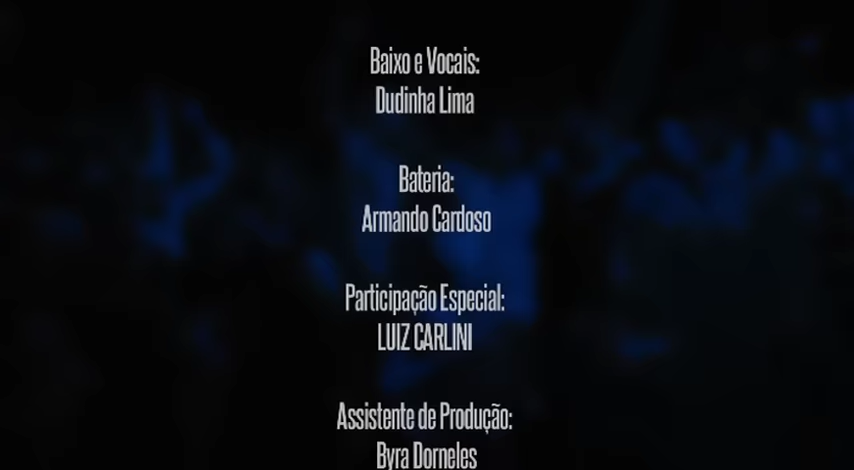 Baixo e Vocais:
Dudinha Lima
Bateria:
Armando Cardoso
Participação Especial:
LUIZ CARLINI
Assistente de Produção:
Byra Dorneles